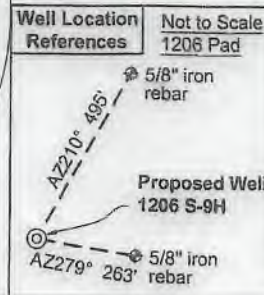 Well Location
References
Not to Scale
1206 Pad
5/8" iron
rebar
AZ210° 495'
Proposed Well
1206 S-9H
AZ279° 263'
5/8" iron
rebar